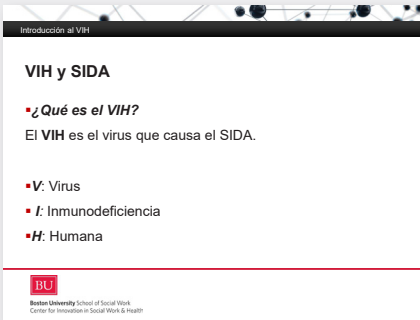 Introducción al VIH
VIH y SIDA
▪¿Qué es el VIH?
El VIH es el virus que causa el SIDA.
▪V: Virus
▪ I: Inmunodeficiencia
▪H: Humana
BU
Boston University School of Social Work
Center for Innovation in Social Work & Health